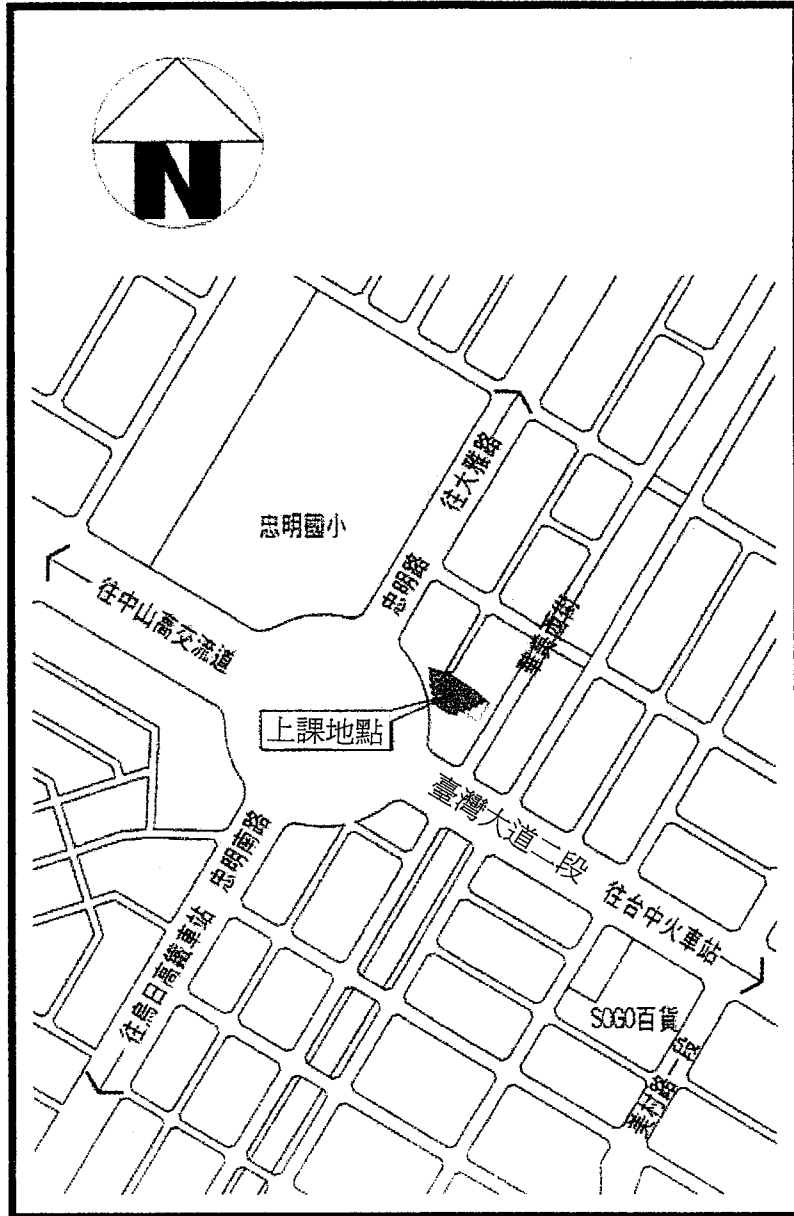 N
往大雅路
忠明國小
忠明路
往中山高交流道
華美西街
上課地點
臺灣大道二段
忠明南路
往台中火車站
往烏日高鐵車站
SOGO百貨
美村路一段